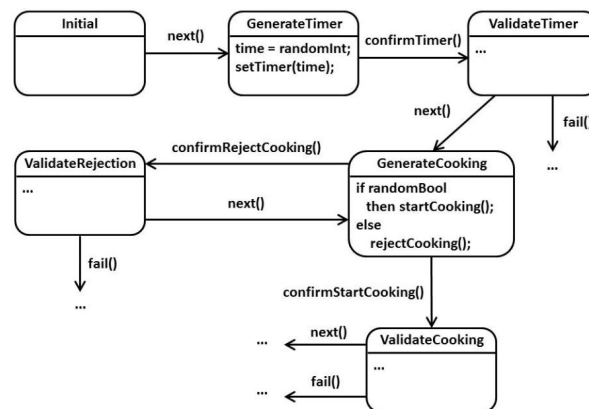 Initial
next()
GenerateTimer
time = randomInt;
setTimer(time);
confirmTimer()
ValidateTimer
...
next()
fail()
...
confirmRejectCooking()
ValidateRejection
...
next()
GenerateCooking
if randomBool
then startCooking();
else
rejectCooking();
fail()
...
confirmStartCooking()
... next()
ValidateCooking
...
... fail()